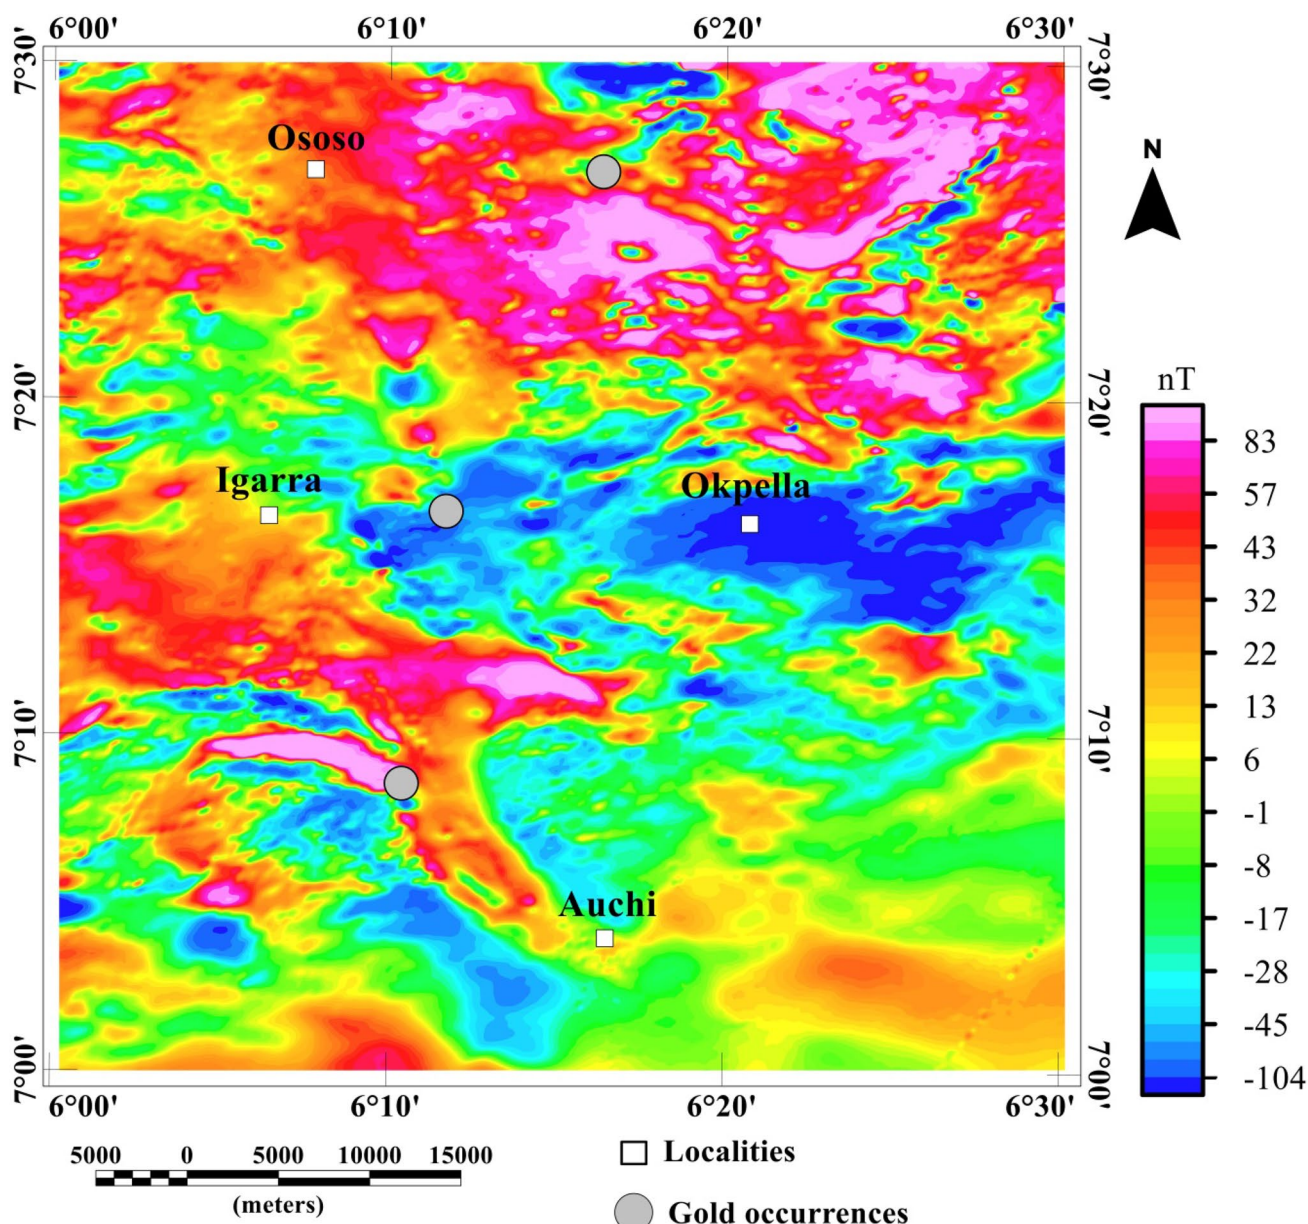 6°00' 6°10' 6°20' 6°30'
7°30' 7°30'
Ososo
N
nT
7°20' 7°20'
83
Igarra Okpella
57
43
32
22
13
7°10' 7°10'
6
-1
-8
Auchi
-17
-28
-45
7°00' 7°00'
-104
6°00' 6°10' 6°20' 6°30'
5000 0 5000 10000 15000
(meters)
Localities
Gold occurrences